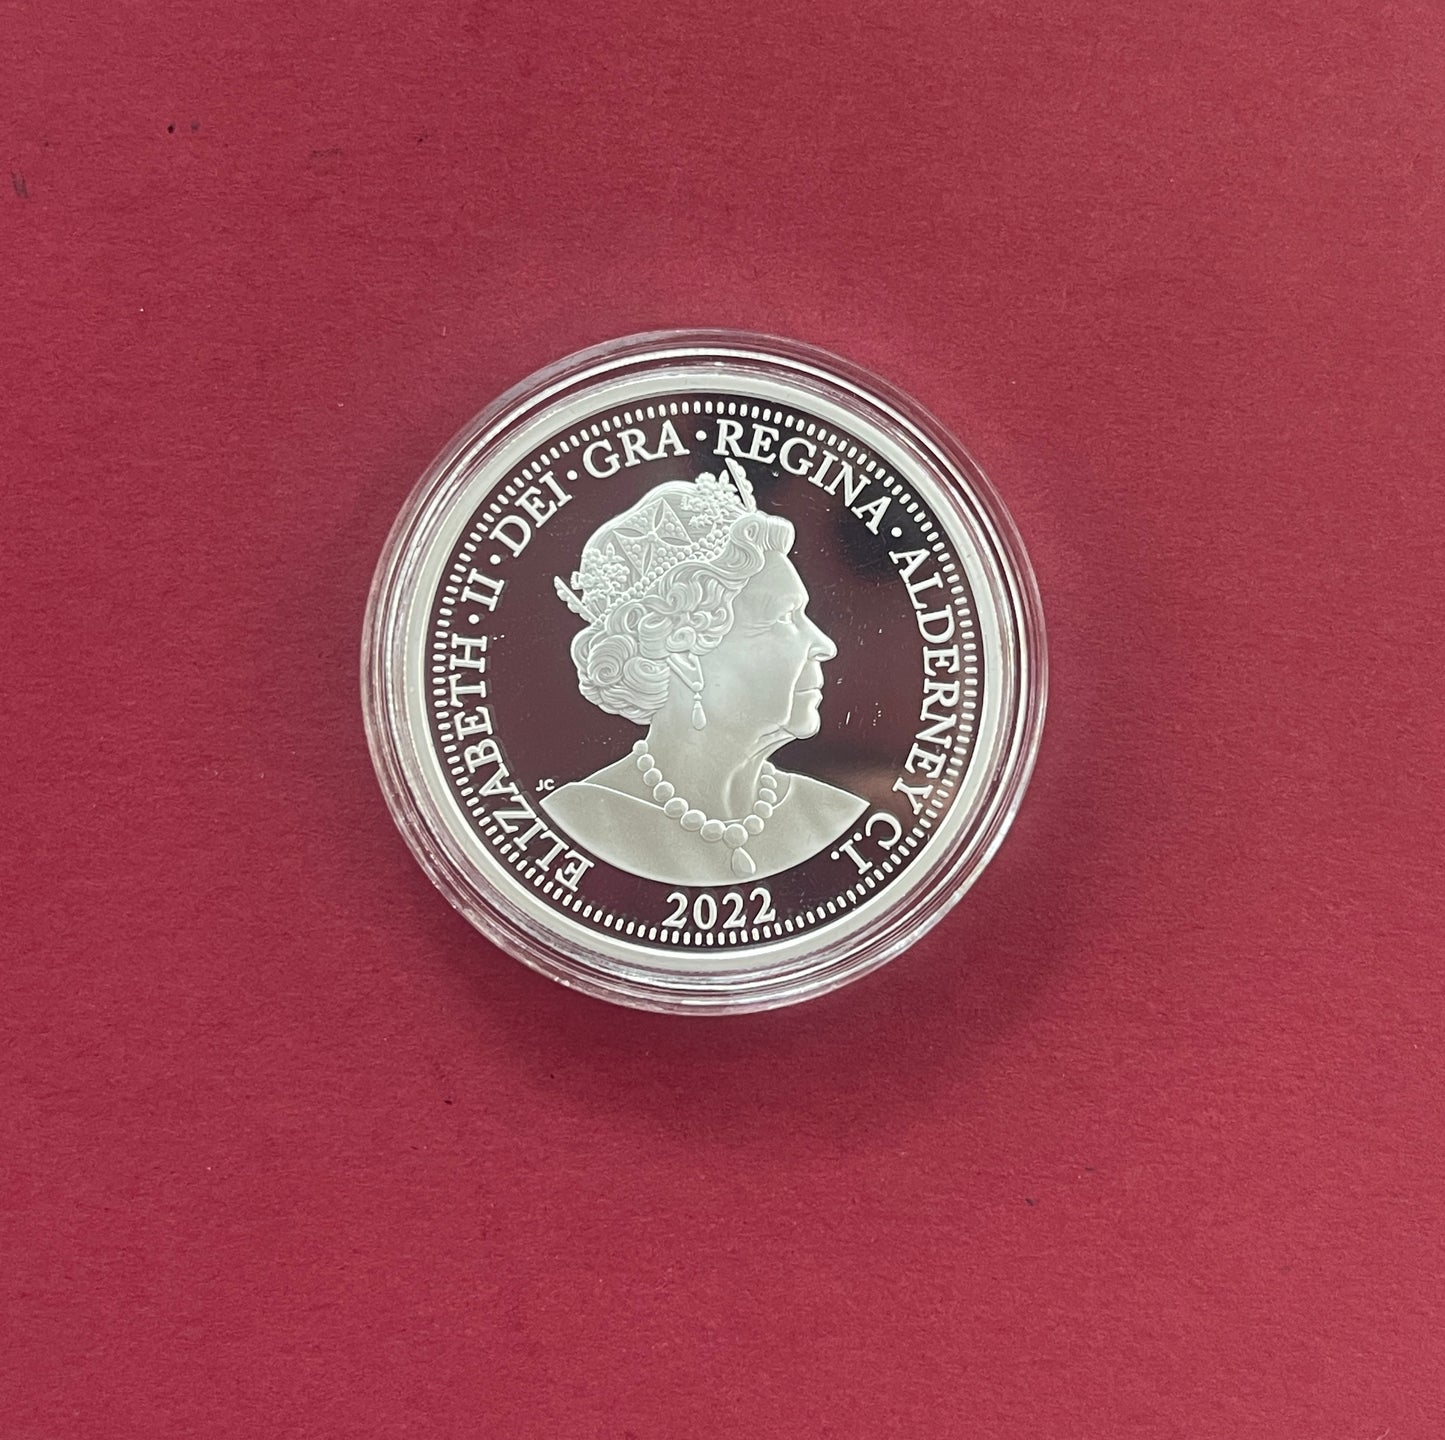 ELIZABETH·II·DEI·GRA·REGINA·ALDERNEY C.I.
JC
2022